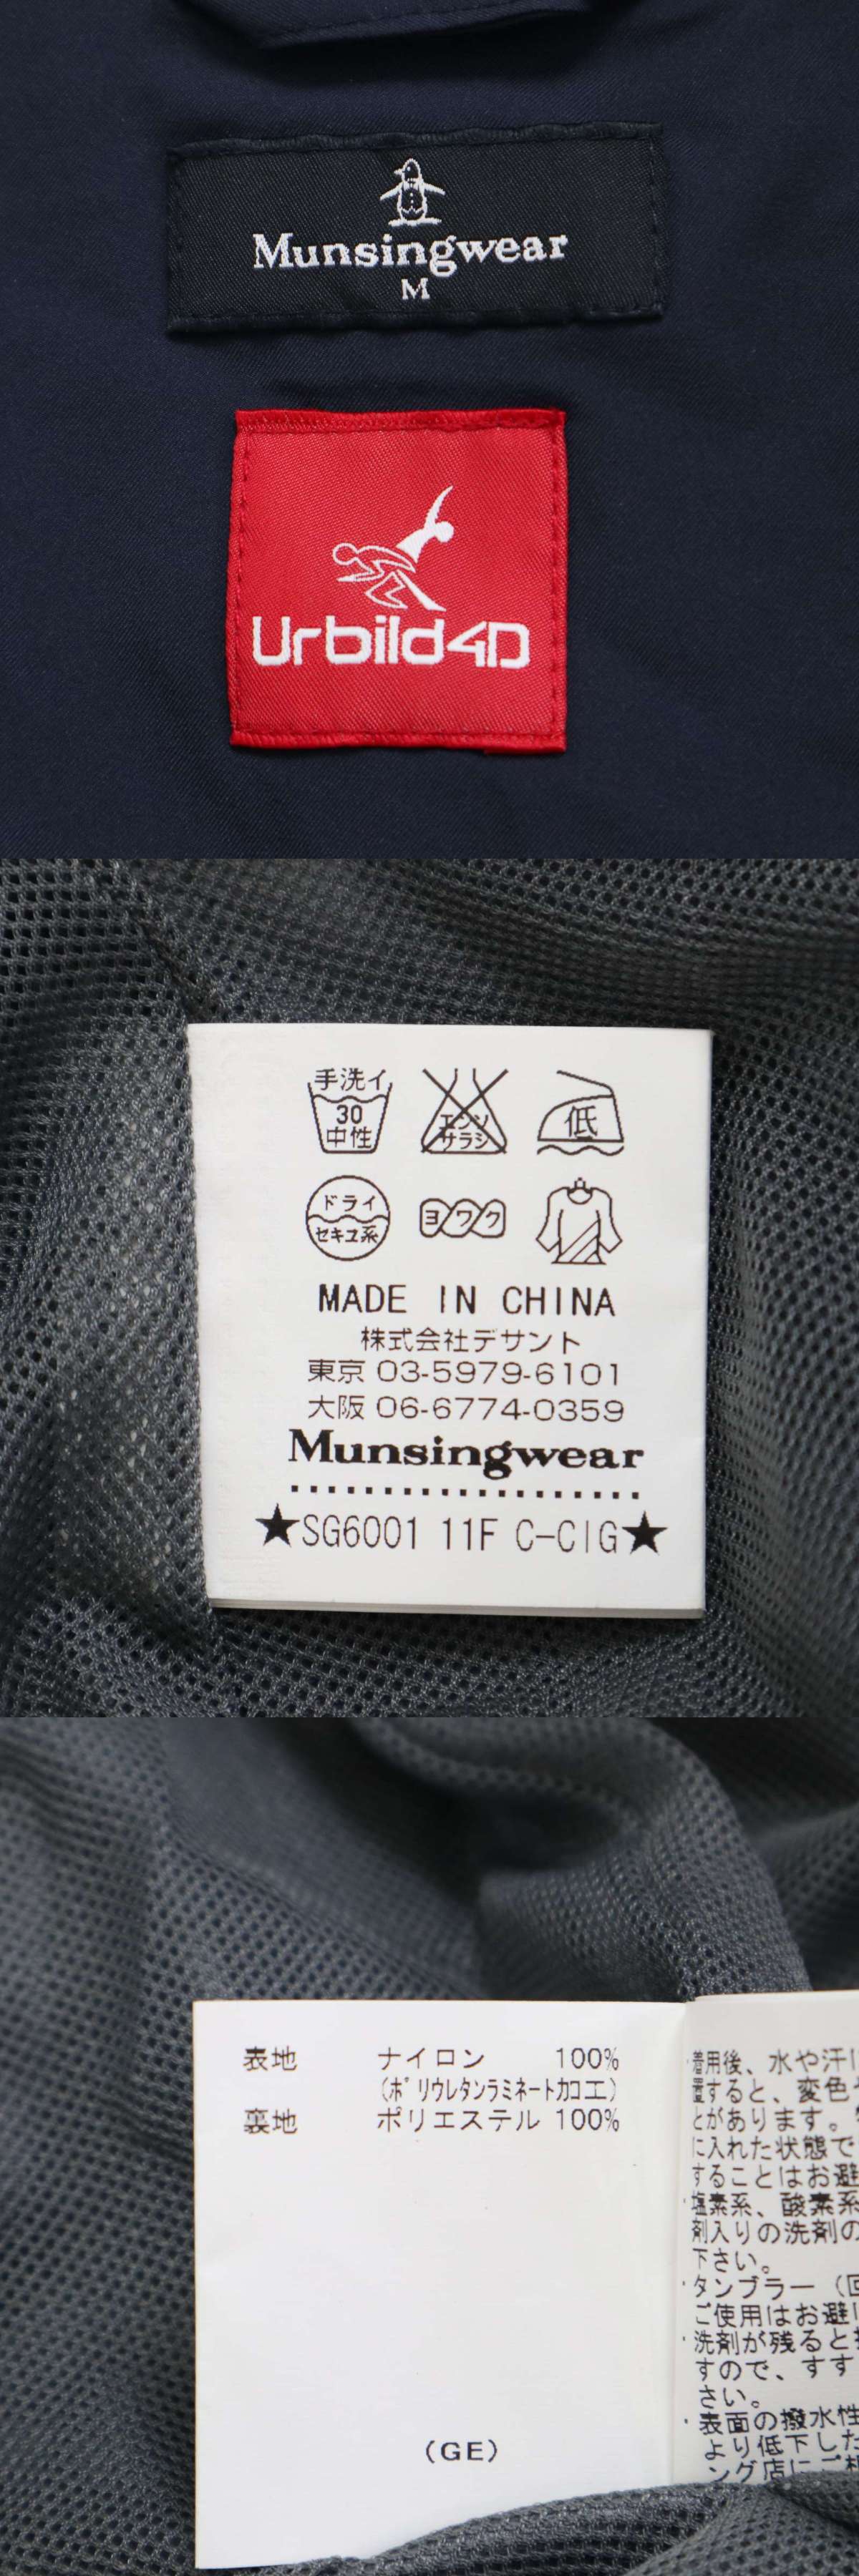 Munsingwear
M
Urbild4D
手洗イ
30
中性
エンソ
サラシ
低
ドライ
セキユ系
ヨワク
MADE IN CHINA
株式会社デサント
東京 03-5979-6101
大阪 06-6774-0359
Munsingwear
★SG6001 11F C-CIG★
表地 ナイロン 100%
(ポリウレタンラミネート加工)
裏地 ポリエステル 100%
(GE)
・着用後、水や汗に
置すると、変色
とがあります。
に入れた状態で
することはお避
・塩素系、酸素系
剤入りの洗剤の
下さい。
・タンブラー(回
ご使用はお避け
・洗剤が残ると
すので、すす
さい。
・表面の撥水性
より低下した
ング店にご相